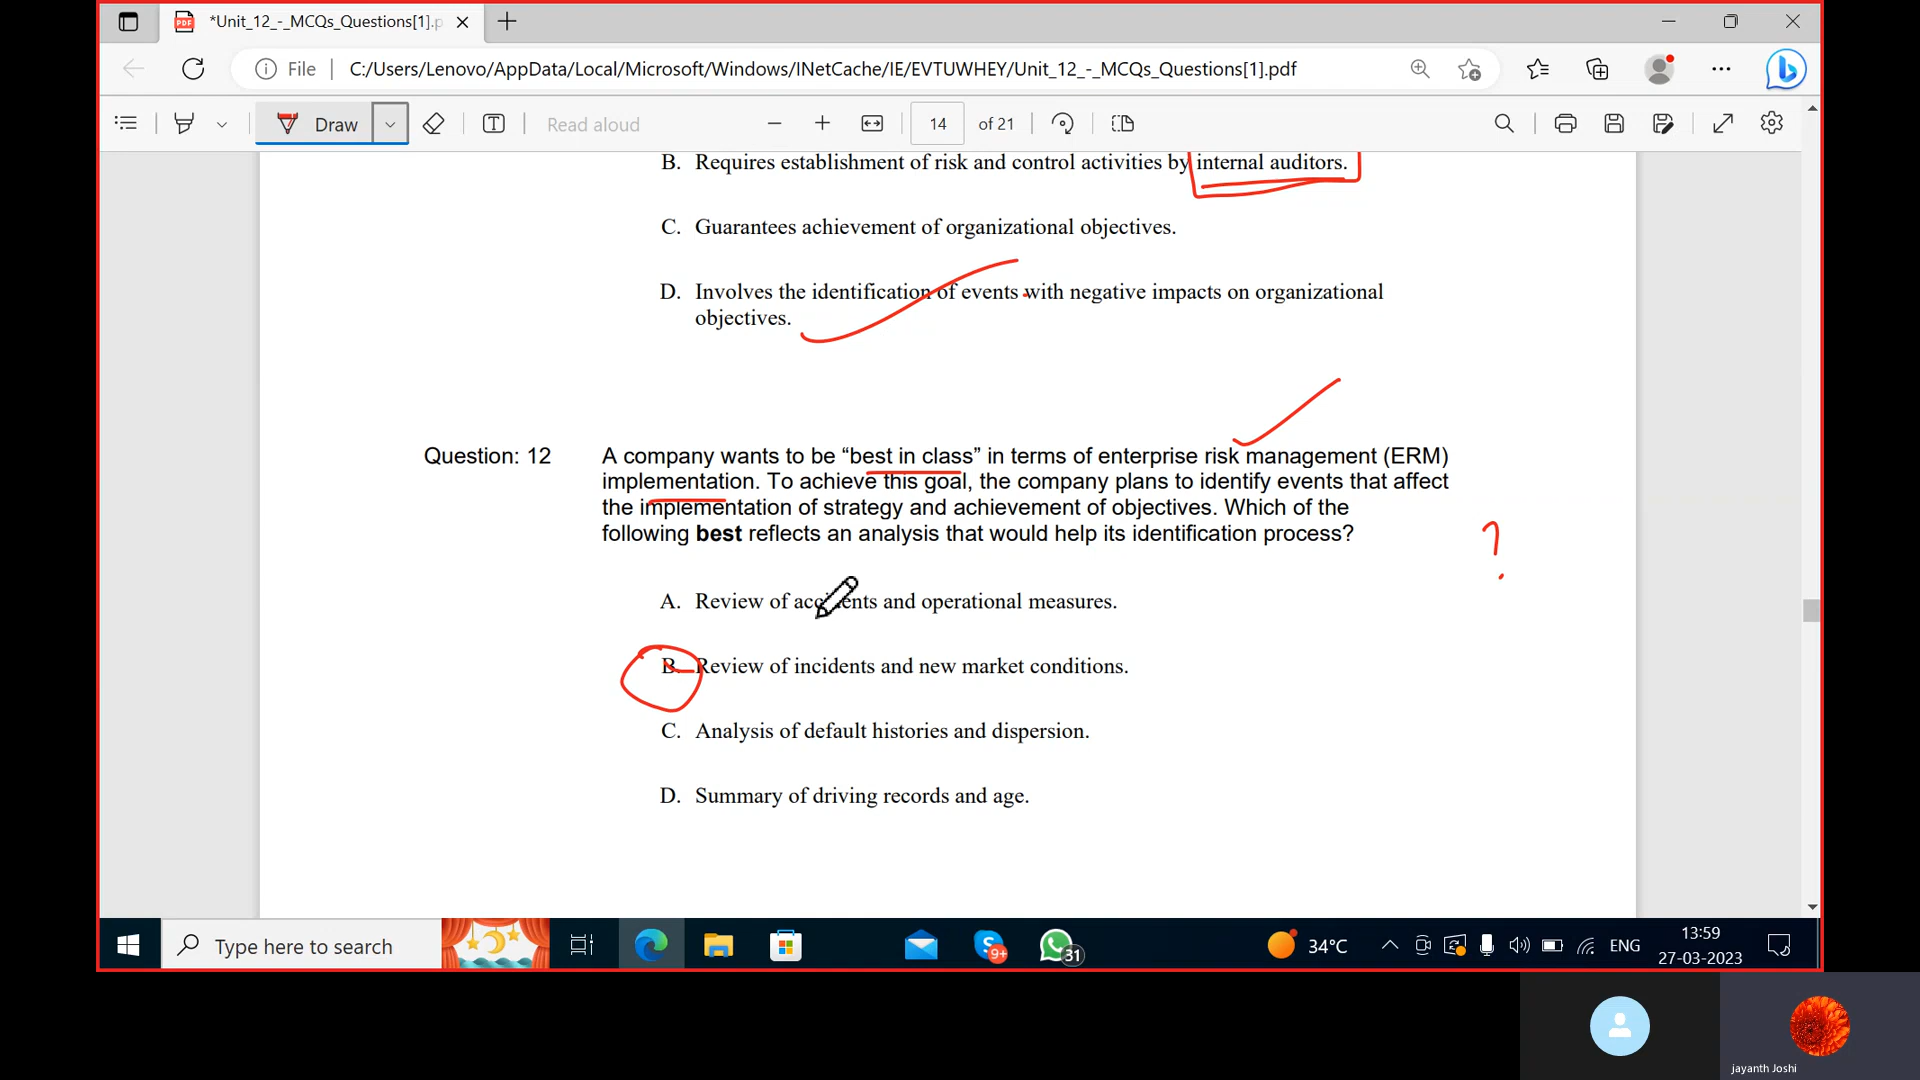 *Unit_12_-_MCQs_Questions[1].p
File
C:/Users/Lenovo/AppData/Local/Microsoft/Windows/INetCache/IE/EVTUWHEY/Unit_12_-_MCQs_Questions[1].pdf
Draw
Read aloud
14 of 21
B. Requires establishment of risk and control activities by internal auditors.
C. Guarantees achievement of organizational objectives.
D. Involves the identification of events with negative impacts on organizational
objectives.
Question: 12
A company wants to be “best in class” in terms of enterprise risk management (ERM)
implementation. To achieve this goal, the company plans to identify events that affect
the implementation of strategy and achievement of objectives. Which of the
following best reflects an analysis that would help its identification process?
?
A. Review of accidents and operational measures.
B. Review of incidents and new market conditions.
C. Analysis of default histories and dispersion.
D. Summary of driving records and age.
Type here to search
9+
31
34°C
ENG
13:59
27-03-2023
jayanth Joshi